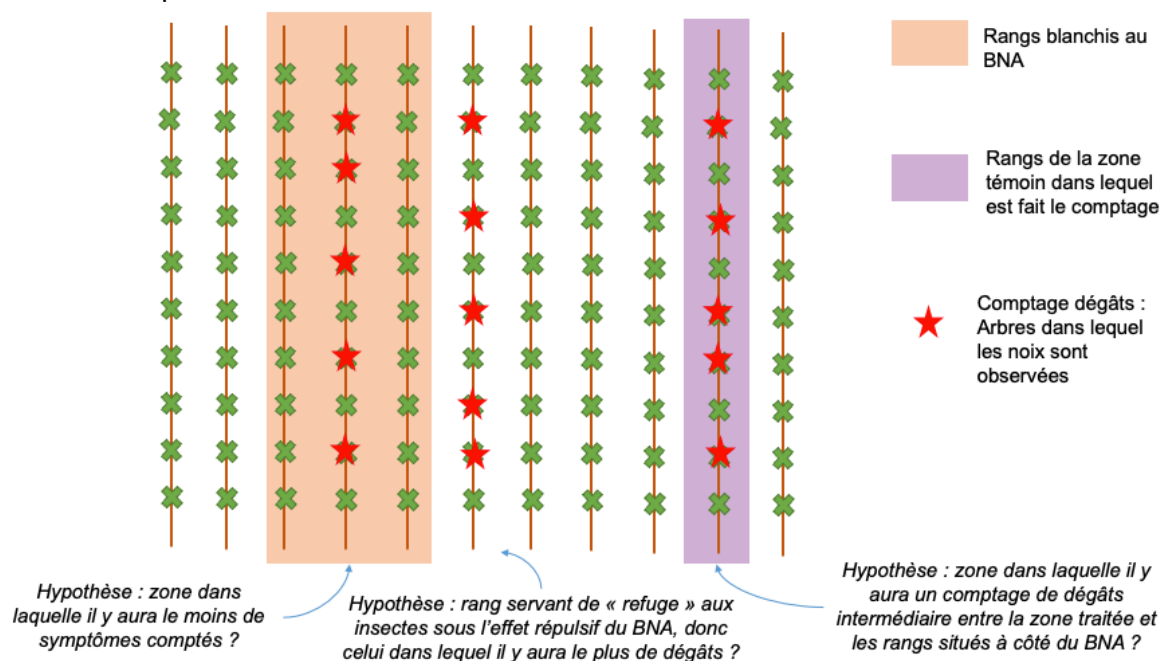 Rangs blanchis au
BNA
Rangs de la zone
témoin dans lequel
est fait le comptage
Comptage dégâts :
Arbres dans lequel
les noix sont
observées
Hypothèse : zone dans
laquelle il y aura le moins de
symptômes comptés ?
Hypothèse : rang servant de « refuge » aux
insectes sous l’effet répulsif du BNA, donc
celui dans lequel il y aura le plus de dégâts ?
Hypothèse : zone dans laquelle il y
aura un comptage de dégâts
intermédiaire entre la zone traitée et
les rangs situés à côté du BNA ?